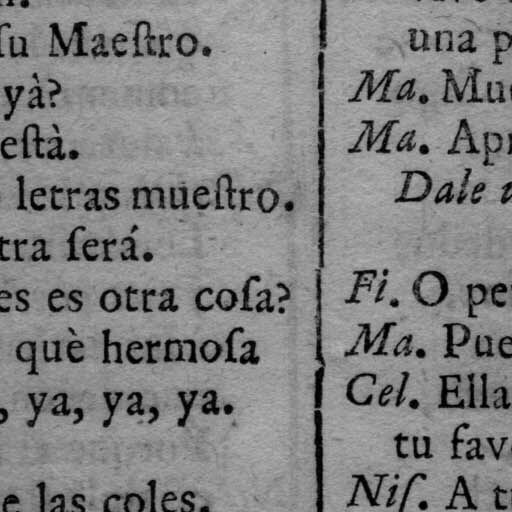 ſu Maeſtro.
yà?
eſtà.
letras mueſtro.
tra ſerá.
es es otra coſa?
què hermoſa
, ya, ya, ya.
e las coles.
una p
Ma. Mu
Ma. Ap
Dale
Fi. O pe
Ma. Pue
Cel. Ella
tu fav
Niſ. A t